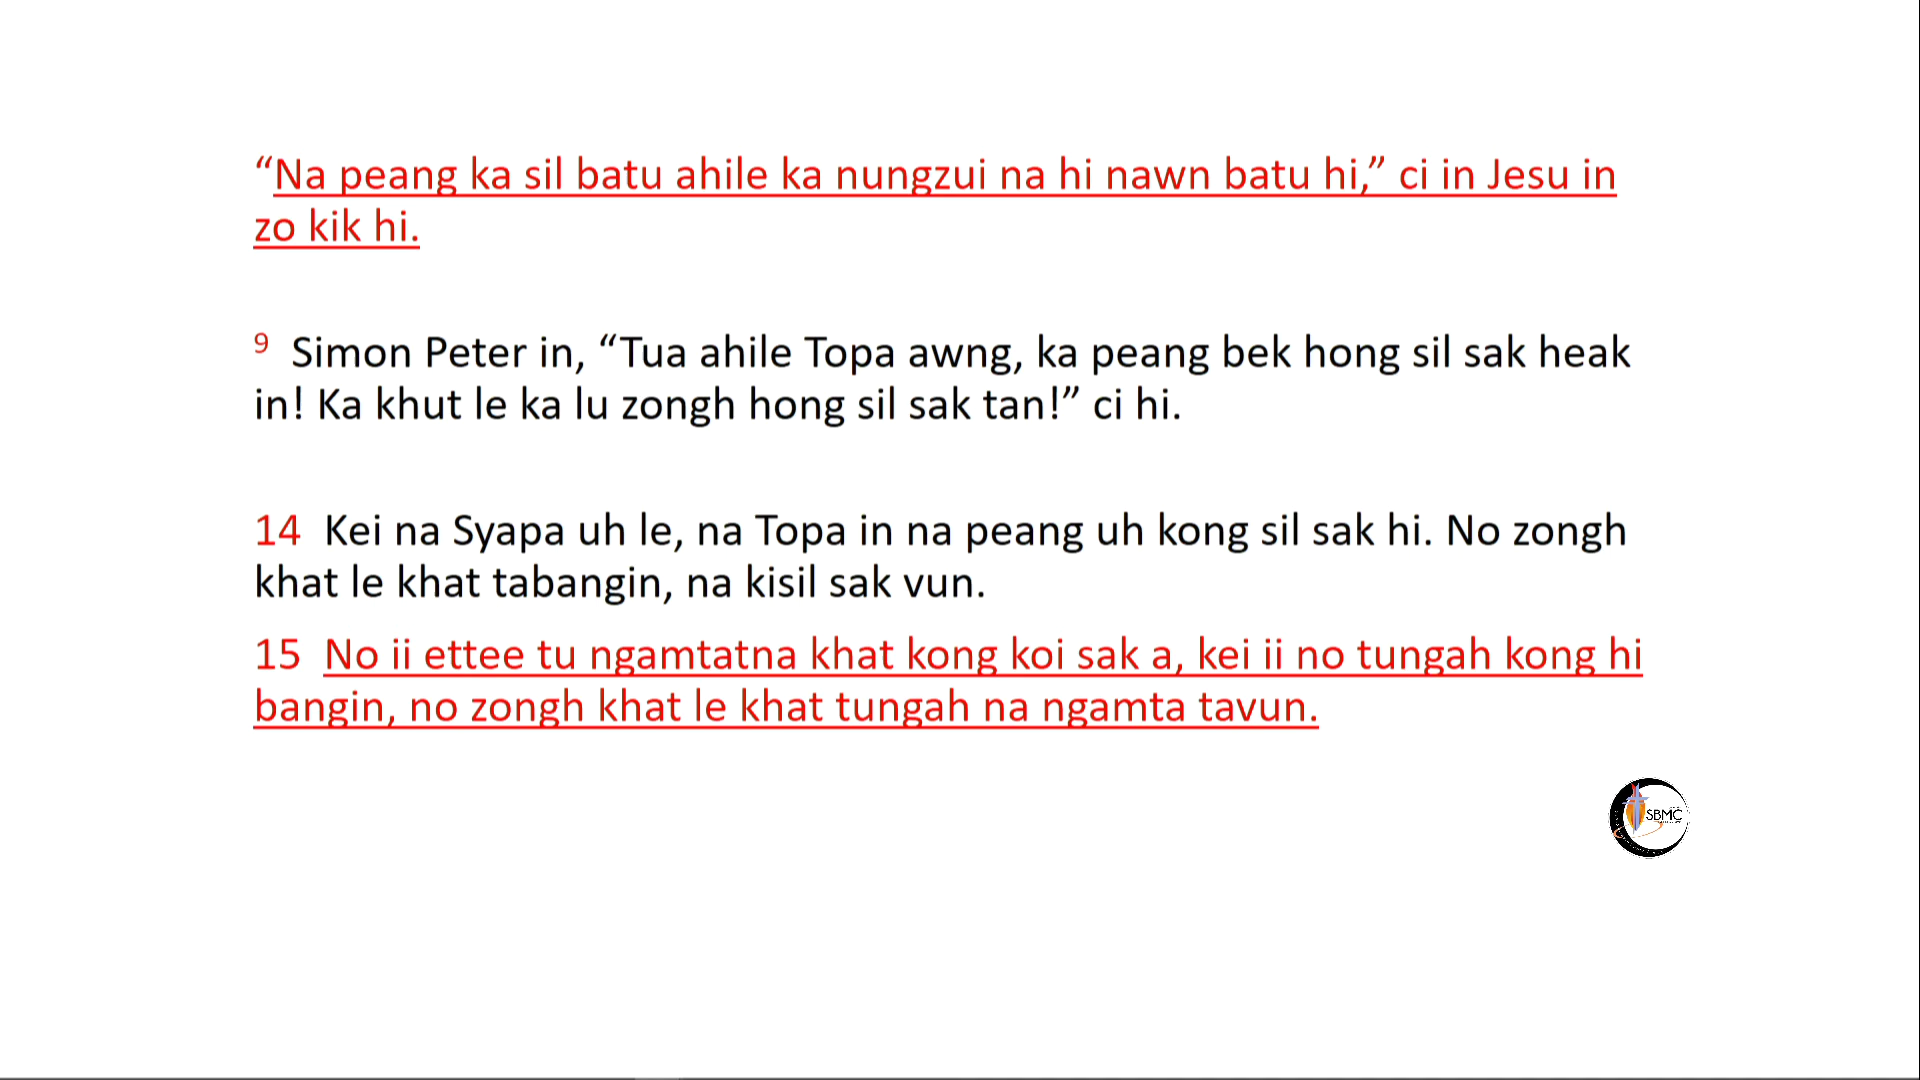 “Na peang ka sil batu ahile ka nungzui na hi nawn batu hi,” ci in Jesu in
zo kik hi.
9 Simon Peter in, “Tua ahile Topa awng, ka peang bek hong sil sak heak
in! Ka khut le ka lu zongh hong sil sak tan!” ci hi.
14 Kei na Syapa uh le, na Topa in na peang uh kong sil sak hi. No zongh
khat le khat tabangin, na kisil sak vun.
15 No ii ettee tu ngamtatna khat kong koi sak a, kei ii no tungah kong hi
bangin, no zongh khat le khat tungah na ngamta tavun.
SBMC